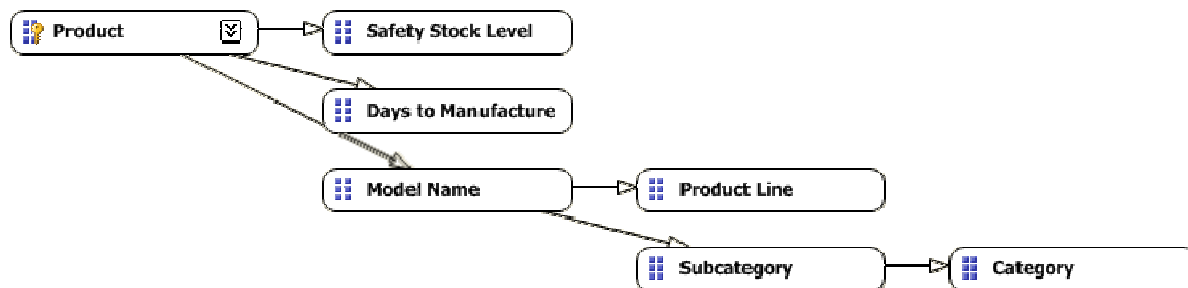 Product
Safety Stock Level
Days to Manufacture
Model Name
Product Line
Subcategory
Category